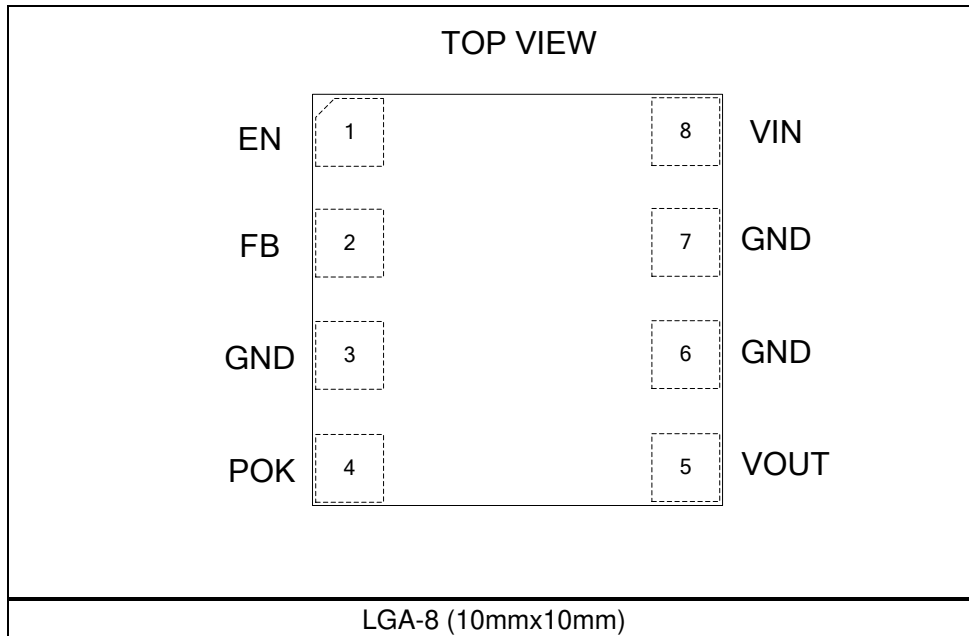 TOP VIEW
EN 1 8 VIN
FB 2 7 GND
GND 3 6 GND
POK 4 5 VOUT
LGA-8 (10mmx10mm)